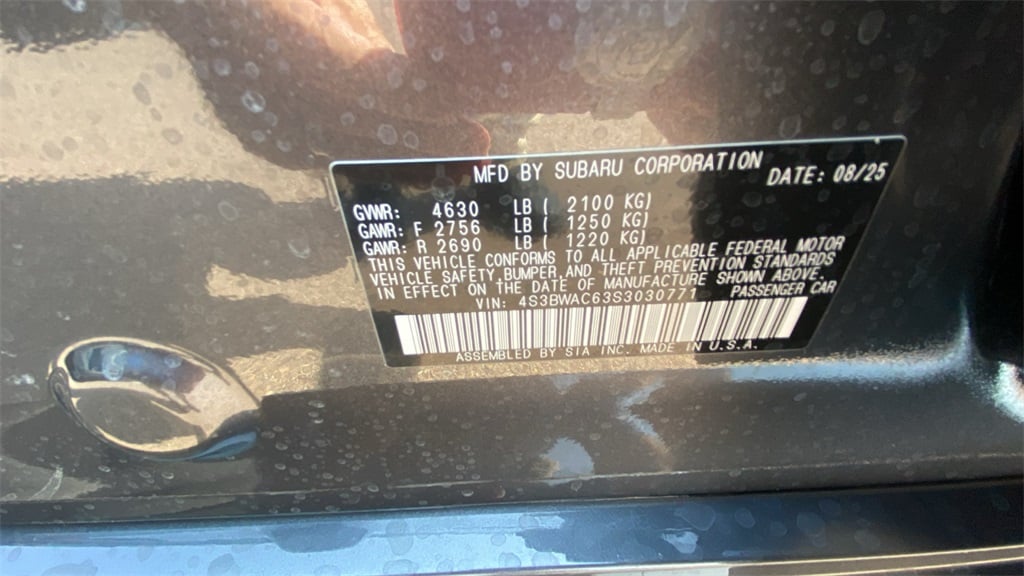 MFD BY SUBARU CORPORATION DATE: 08/25
GVWR: 4630 LB ( 2100 KG)
GAWR: F 2756 LB ( 1250 KG)
GAWR: R 2690 LB ( 1220 KG)
THIS VEHICLE CONFORMS TO ALL APPLICABLE FEDERAL MOTOR
VEHICLE SAFETY, BUMPER, AND THEFT PREVENTION STANDARDS
IN EFFECT ON THE DATE OF MANUFACTURE SHOWN ABOVE.
VIN: 4S3BWAC63S3030771 PASSENGER CAR
ASSEMBLED BY SIA INC. MADE IN U.S.A.